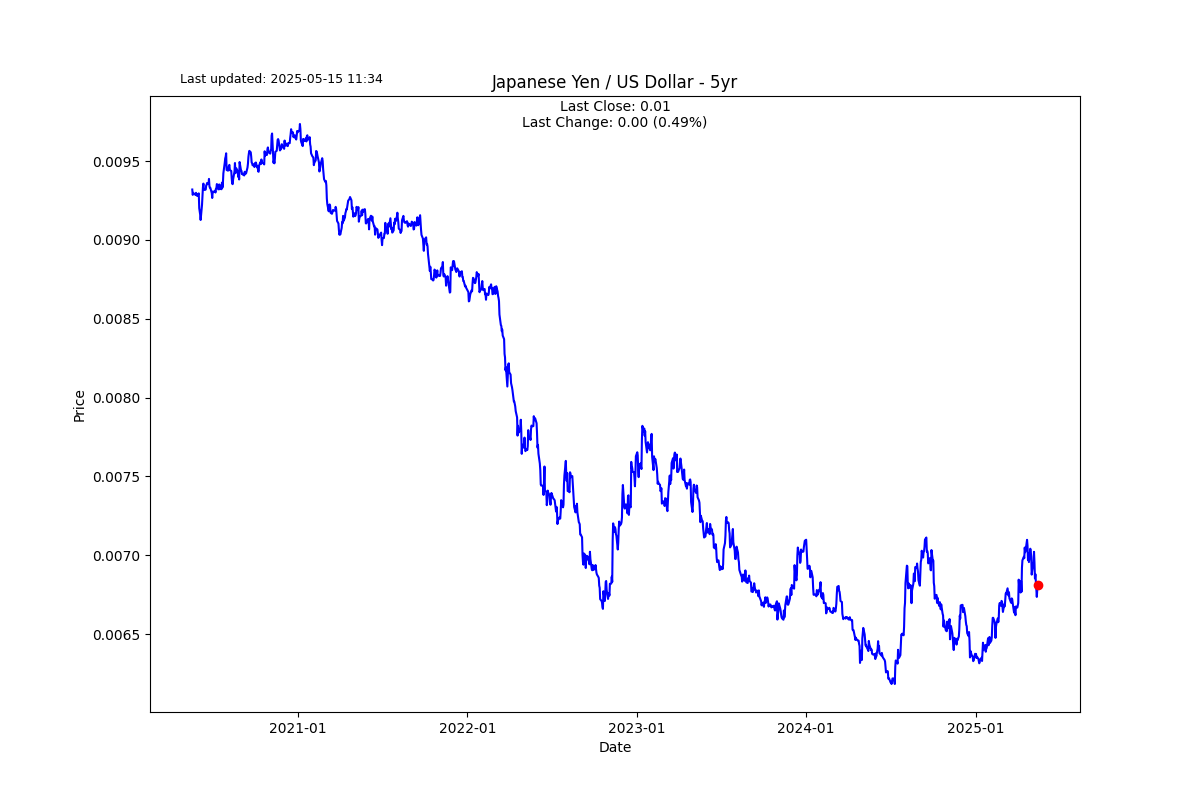 Last updated: 2025-05-15 11:34
Japanese Yen / US Dollar - 5yr
Last Close: 0.01
Last Change: 0.00 (0.49%)
0.0095
0.0090
0.0085
0.0080
0.0075
0.0070
0.0065
Price
2021-01
2022-01
2023-01
2024-01
2025-01
Date